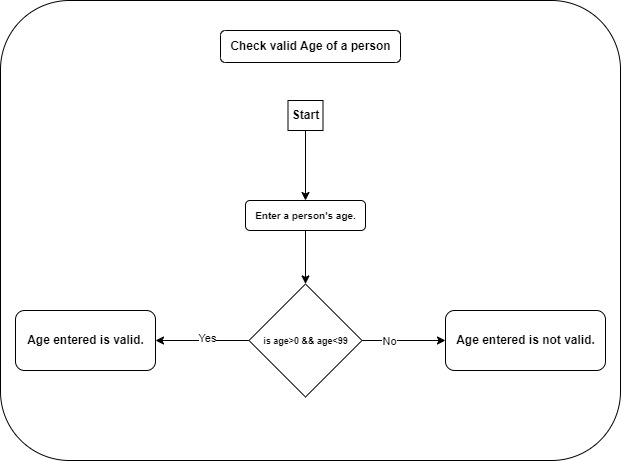 Check valid Age of a person
Start
Enter a person's age.
is age>0 && age<99
Yes
No
Age entered is valid.
Age entered is not valid.